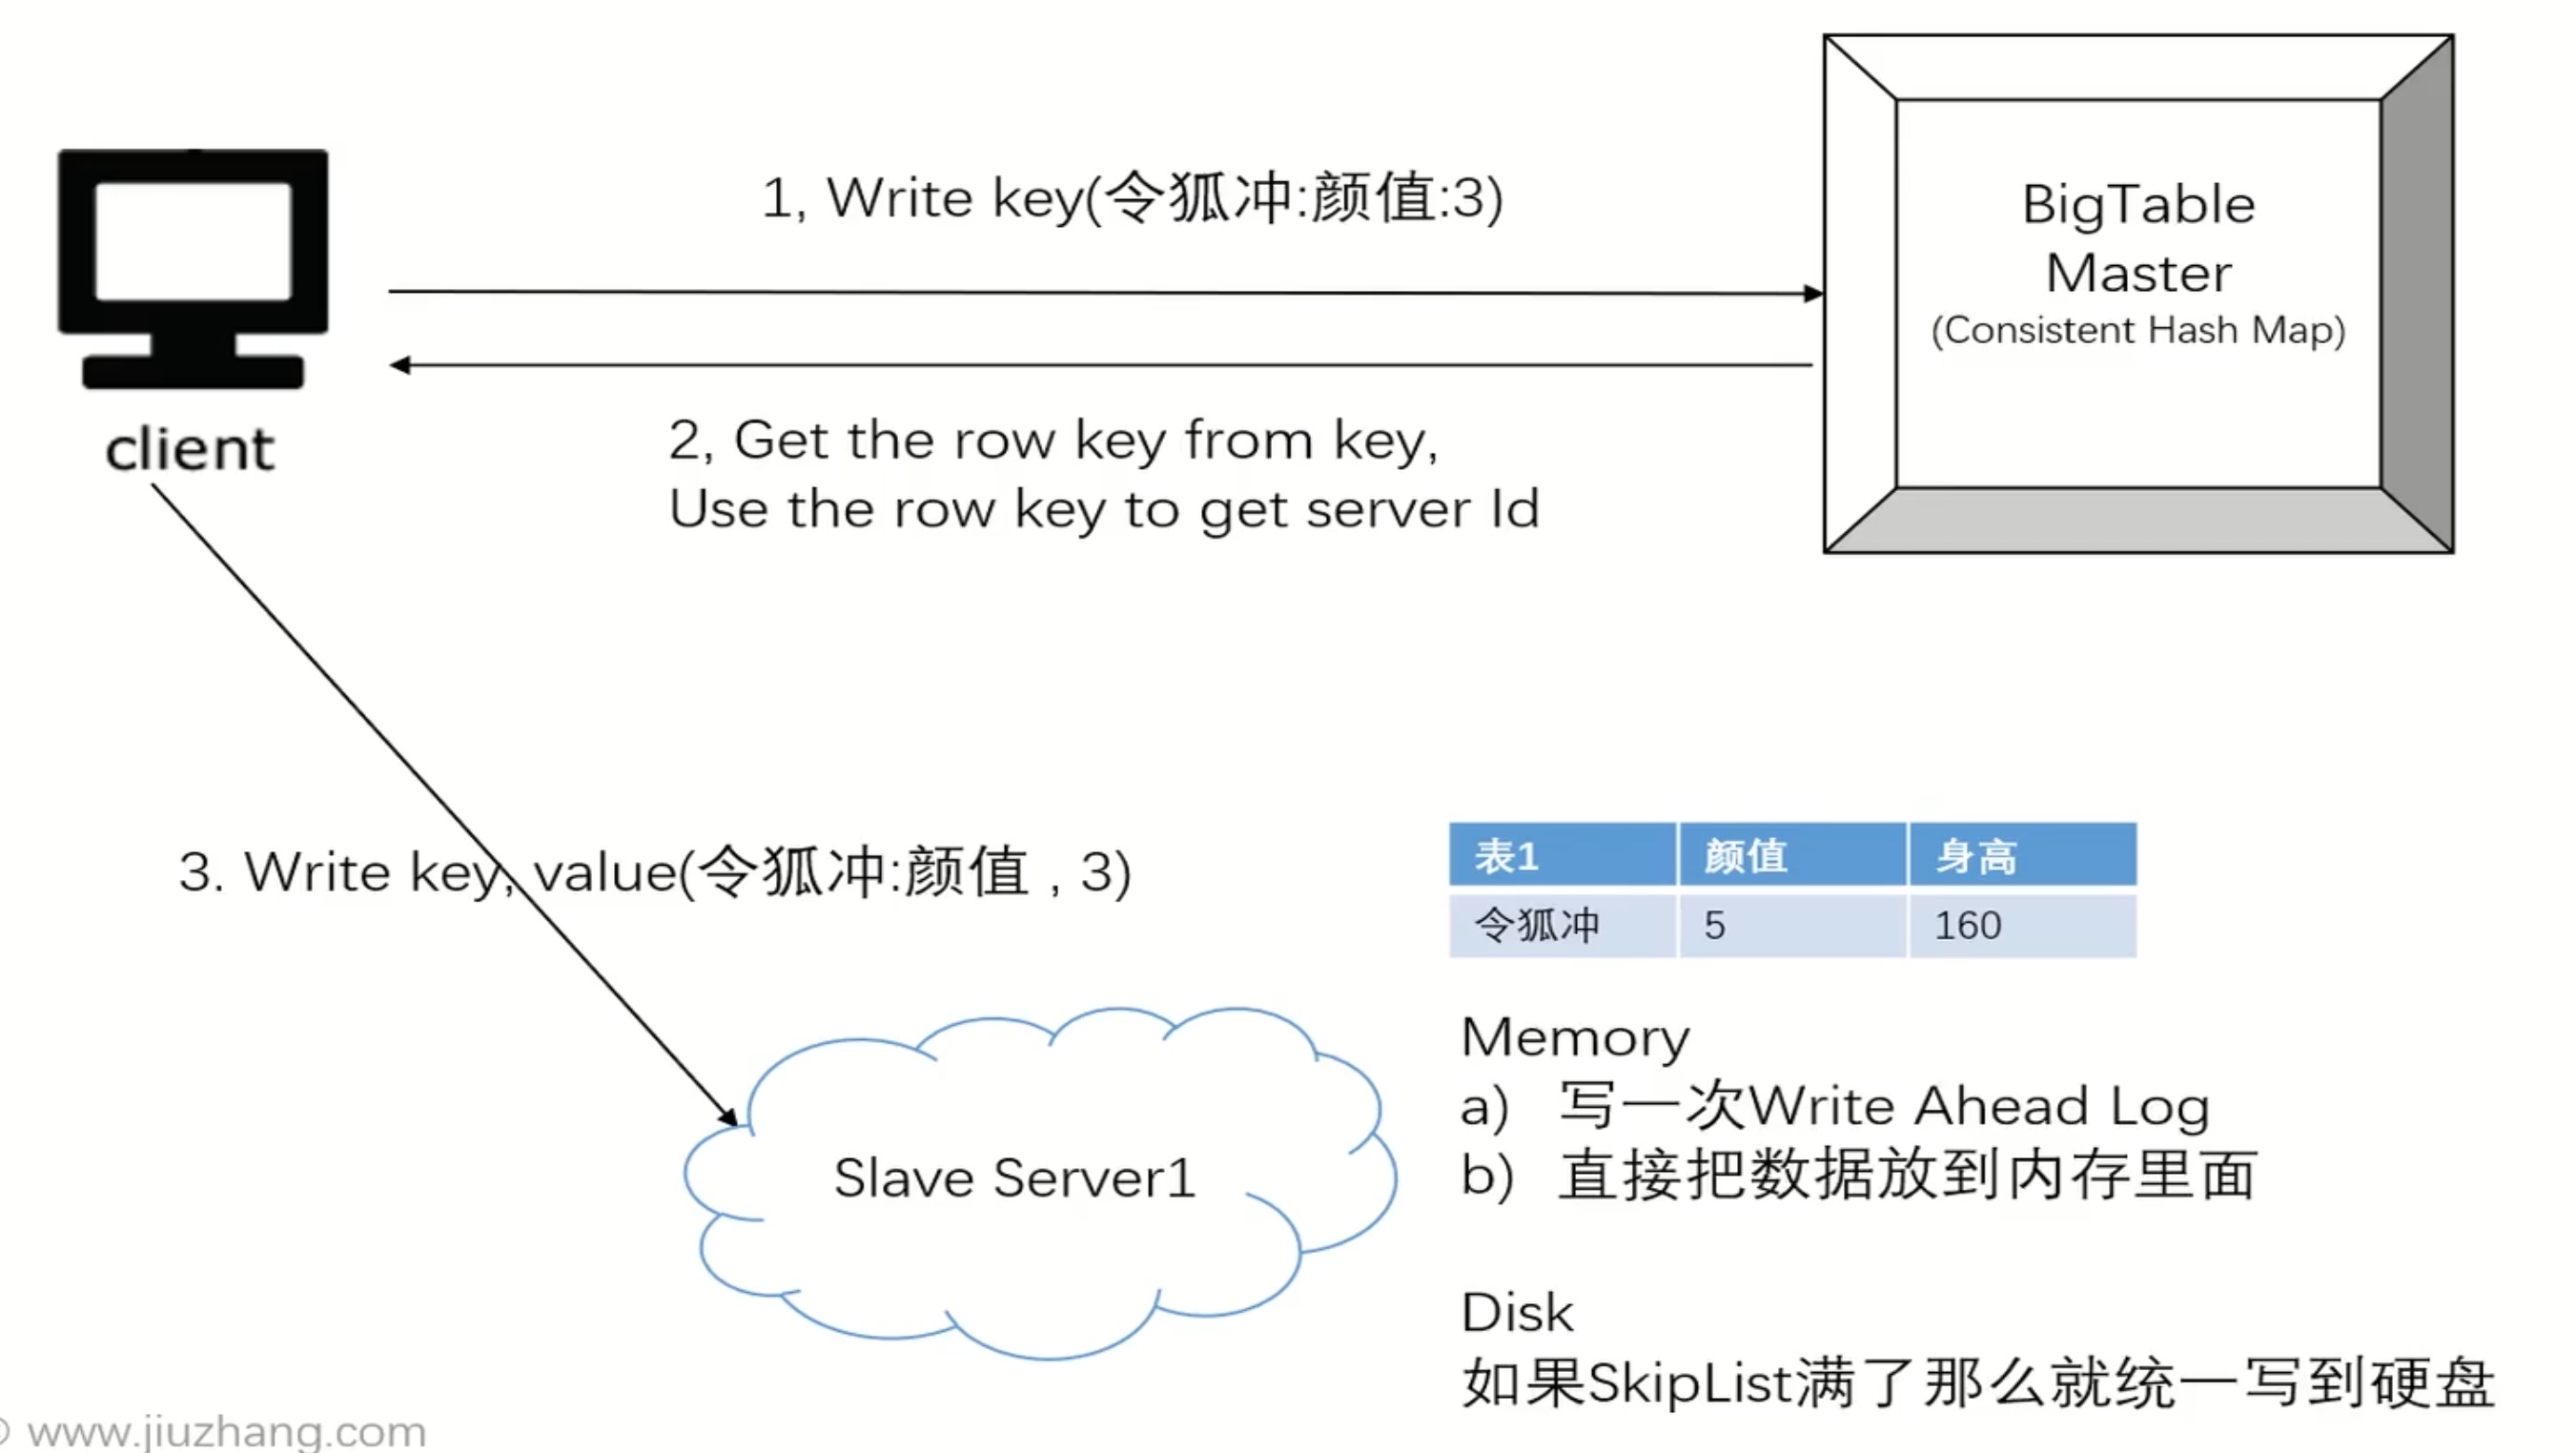 1, Write key(令狐冲:颜值:3)
BigTable
Master
(Consistent Hash Map)
client
2, Get the row key from key,
Use the row key to get server Id
3. Write key, value(令狐冲:颜值 , 3)
表1 颜值 身高
令狐冲 5 160
Slave Server1
Memory
a) 写一次Write Ahead Log
b) 直接把数据放到内存里面
Disk
如果SkipList满了那么就统一写到硬盘
© www.jiuzhang.com